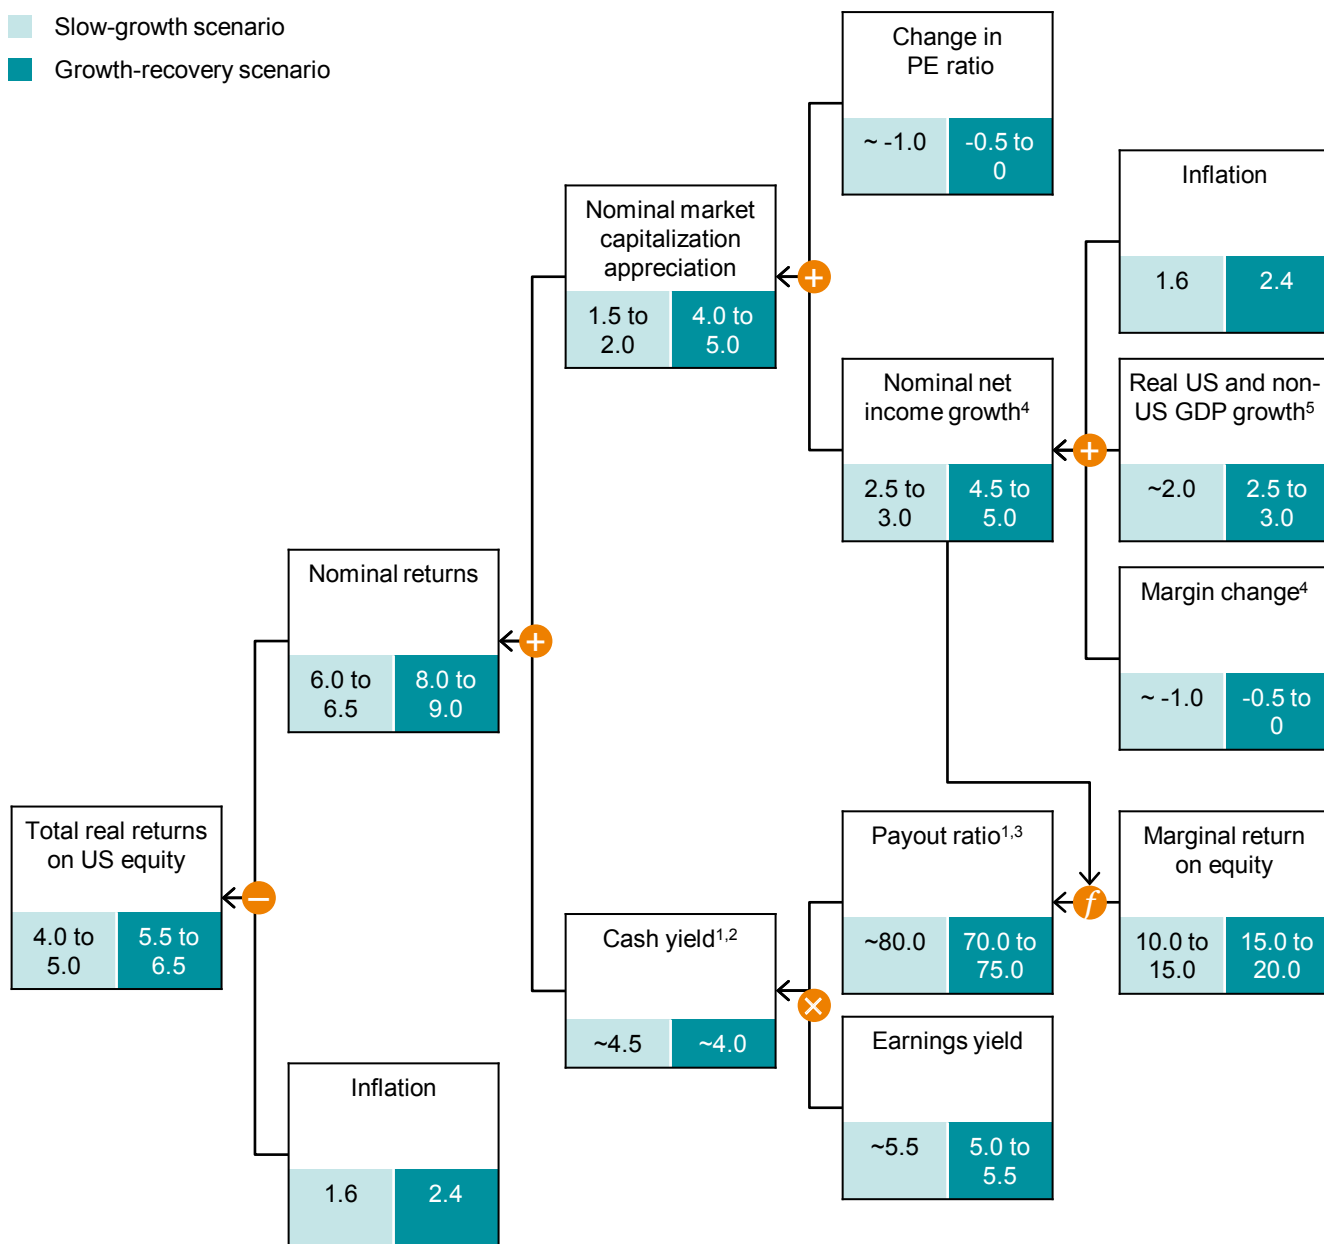 Slow-growth scenario
Growth-recovery scenario
Change in
PE ratio
~ -1.0
-0.5 to
0
Inflation
1.6
2.4
Nominal market
capitalization
appreciation
1.5 to
2.0
4.0 to
5.0
+
Nominal net
income growth⁴
2.5 to
3.0
4.5 to
5.0
+
Real US and non-
US GDP growth⁵
~2.0
2.5 to
3.0
Margin change⁴
~ -1.0
-0.5 to
0
Nominal returns
6.0 to
6.5
8.0 to
9.0
+
Total real returns
on US equity
4.0 to
5.0
5.5 to
6.5
–
Payout ratio¹,³
~80.0
70.0 to
75.0
f
Marginal return
on equity
10.0 to
15.0
15.0 to
20.0
Cash yield¹,²
~4.5
~4.0
×
Earnings yield
~5.5
5.0 to
5.5
Inflation
1.6
2.4